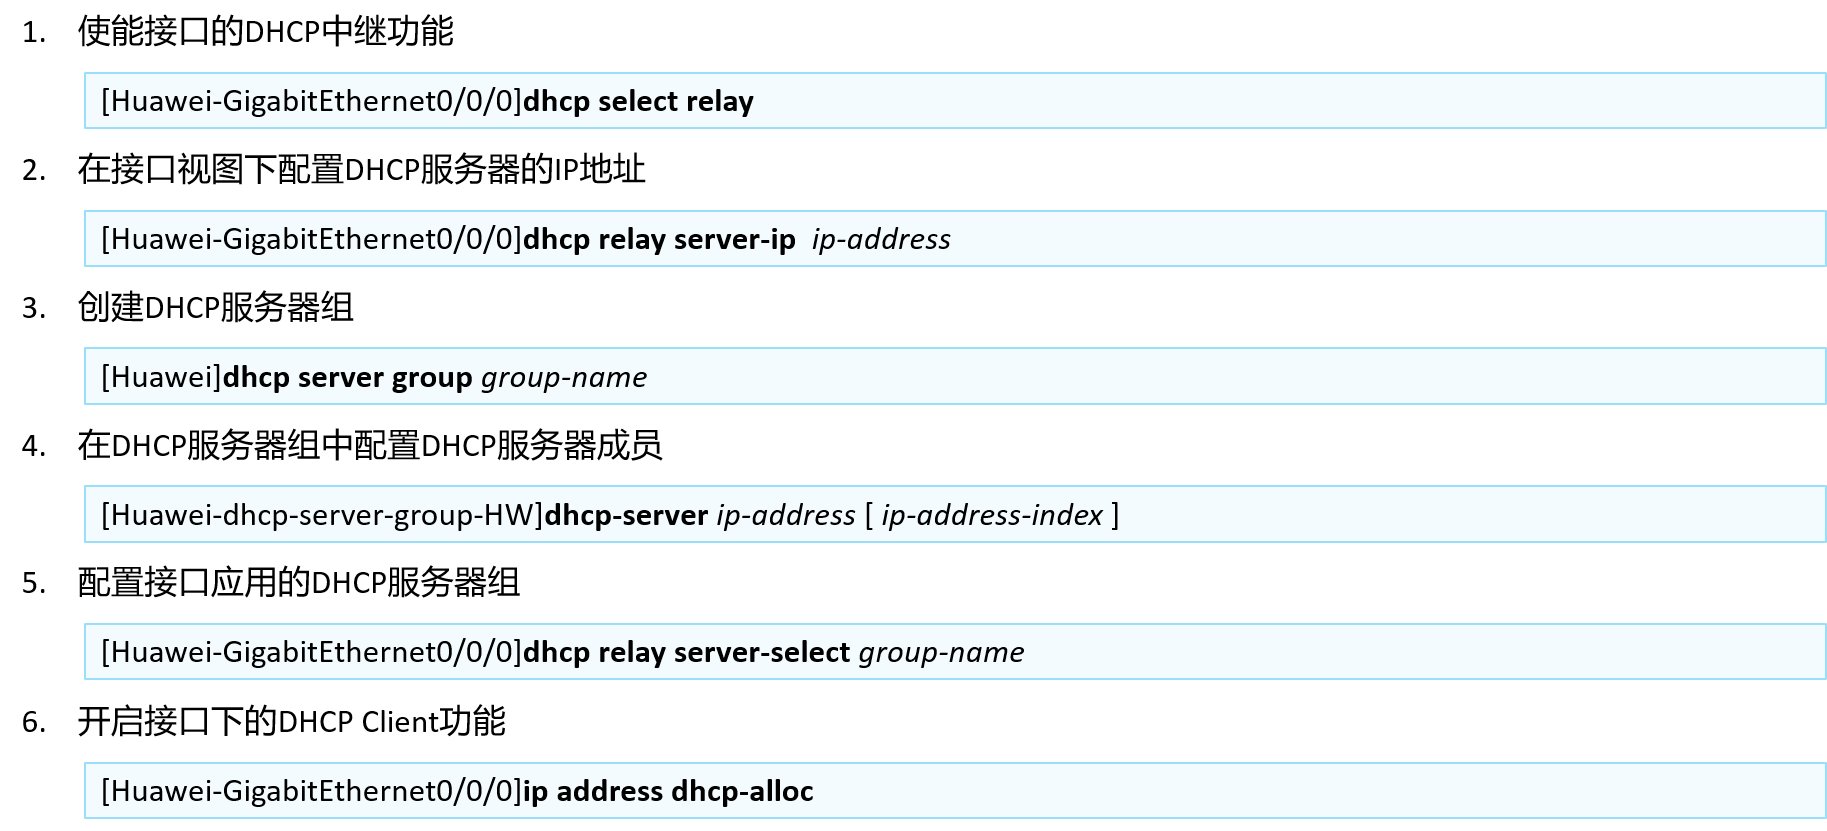 1. 使能接口的DHCP中继功能
[Huawei-GigabitEthernet0/0/0]dhcp select relay
2. 在接口视图下配置DHCP服务器的IP地址
[Huawei-GigabitEthernet0/0/0]dhcp relay server-ip ip-address
3. 创建DHCP服务器组
[Huawei]dhcp server group group-name
4. 在DHCP服务器组中配置DHCP服务器成员
[Huawei-dhcp-server-group-HW]dhcp-server ip-address [ ip-address-index ]
5. 配置接口应用的DHCP服务器组
[Huawei-GigabitEthernet0/0/0]dhcp relay server-select group-name
6. 开启接口下的DHCP Client功能
[Huawei-GigabitEthernet0/0/0]ip address dhcp-alloc